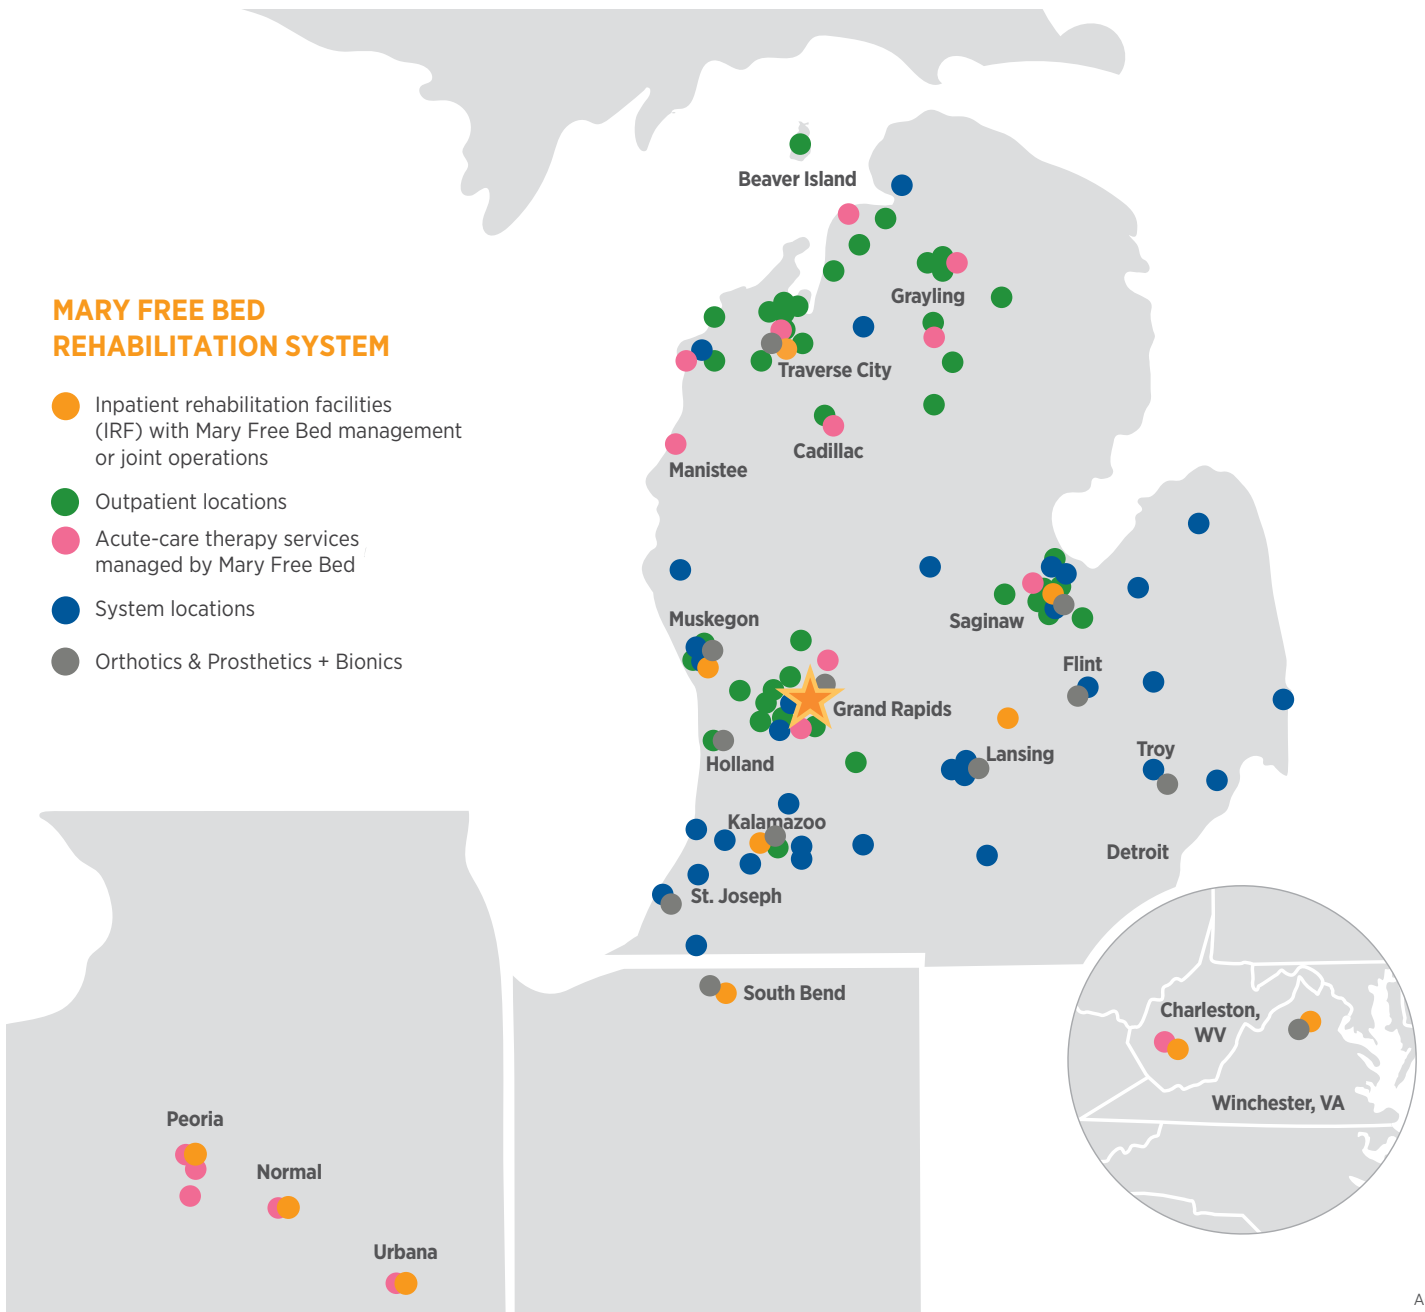 Beaver Island
Grayling
MARY FREE BED
REHABILITATION SYSTEM
Traverse City
Inpatient rehabilitation facilities
(IRF) with Mary Free Bed management
or joint operations
Cadillac
Manistee
Outpatient locations
Acute-care therapy services
managed by Mary Free Bed
System locations
Muskegon
Saginaw
Orthotics & Prosthetics + Bionics
Flint
Grand Rapids
Lansing
Troy
Holland
Kalamazoo
Detroit
St. Joseph
South Bend
Charleston,
WV
Winchester, VA
Peoria
Normal
Urbana
A